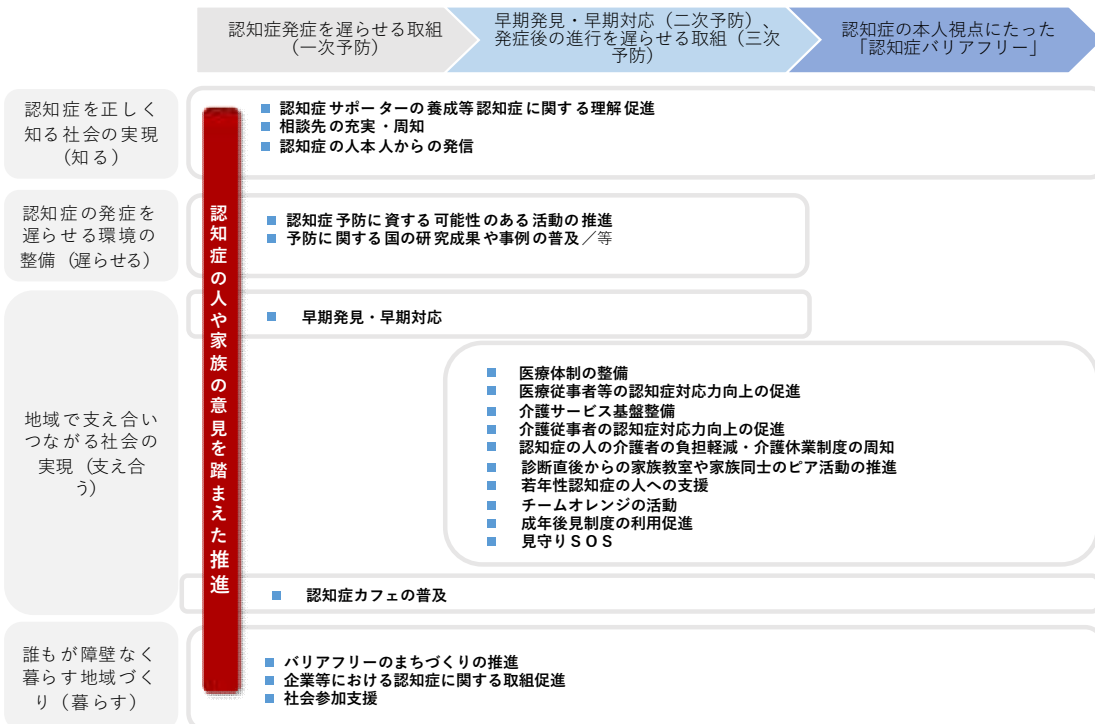 認知症発症を遅らせる取組
（一次予防）
早期発見・早期対応（二次予防）、
発症後の進行を遅らせる取組（三次
予防）
認知症の本人視点にたった
「認知症バリアフリー」
認知症の人や家族の意見を踏まえた推進
認知症を正しく
知る社会の実現
（知る）
認知症サポーターの養成等認知症に関する理解促進
相談先の充実・周知
認知症の人本人からの発信
認知症の発症を
遅らせる環境の
整備（遅らせる）
認知症予防に資する可能性のある活動の推進
予防に関する国の研究成果や事例の普及／等
地域で支え合い
つながる社会の
実現（支え合
う）
早期発見・早期対応
医療体制の整備
医療従事者等の認知症対応力向上の促進
介護サービス基盤整備
介護従事者の認知症対応力向上の促進
認知症の人の介護者の負担軽減・介護休業制度の周知
診断直後からの家族教室や家族同士のピア活動の推進
若年性認知症の人への支援
チームオレンジの活動
成年後見制度の利用促進
見守りＳＯＳ
認知症カフェの普及
誰もが障壁なく
暮らす地域づく
り（暮らす）
バリアフリーのまちづくりの推進
企業等における認知症に関する取組促進
社会参加支援